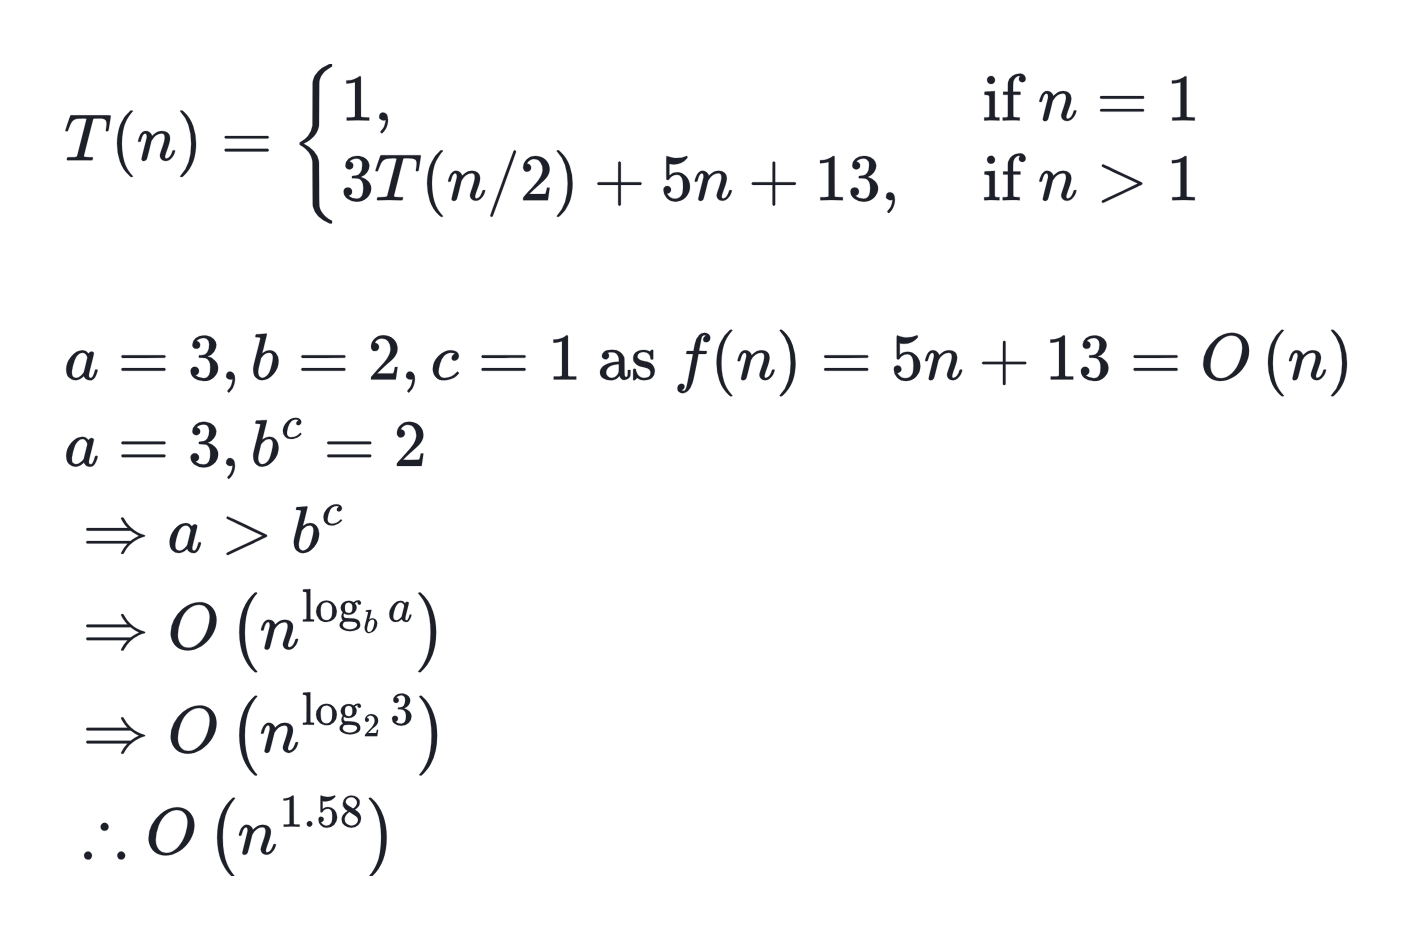 T(n) = { 1, if n = 1
3T(n/2) + 5n + 13, if n > 1
a = 3, b = 2, c = 1 as f(n) = 5n + 13 = O (n)
a = 3, b^c = 2
⇒ a > b^c
⇒ O (n^{log_b a})
⇒ O (n^{log_2 3})
∴ O (n^{1.58})